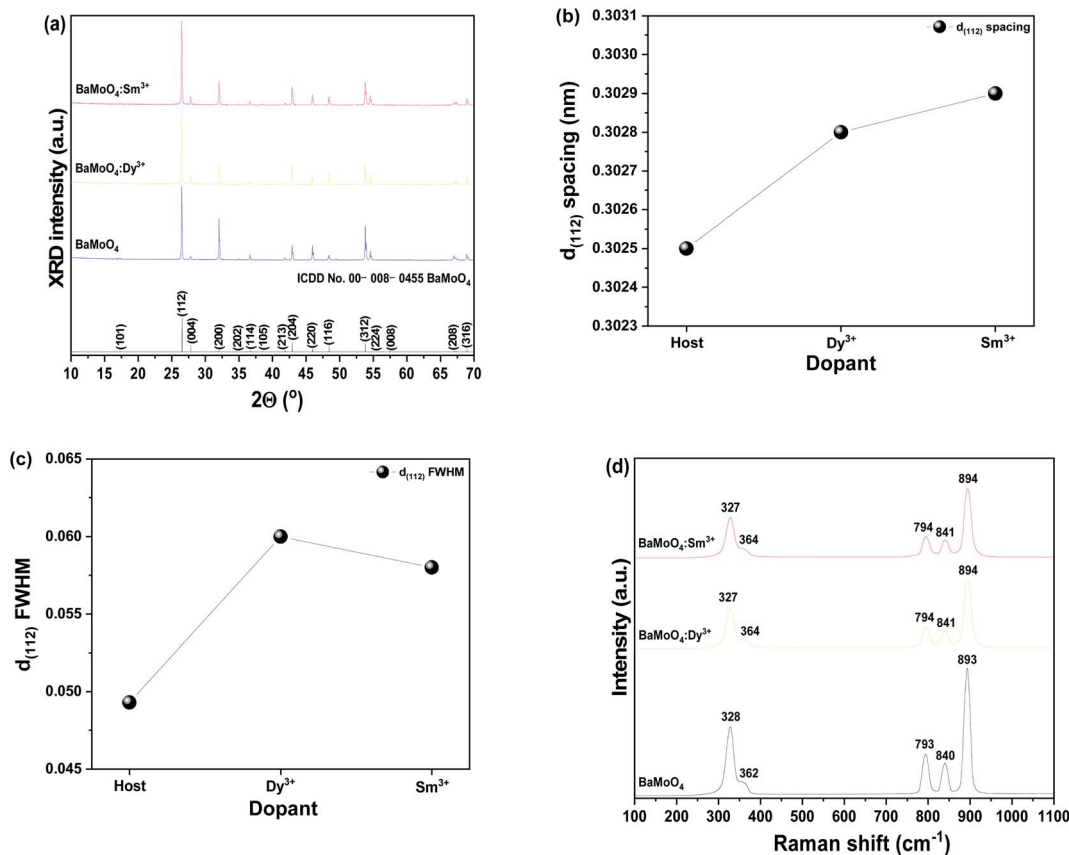 (a)
XRD intensity (a.u.)
BaMoO₄:Sm³⁺
BaMoO₄:Dy³⁺
BaMoO₄
ICDD No. 00- 008- 0455 BaMoO₄
(101)
(112)
(004)
(200)
(202)
(114)
(105)
(213)
(204)
(220)
(116)
(312)
(224)
(008)
(208)
(316)
10 15 20 25 30 35 40 45 50 55 60 65 70
2Θ (°)
(b)
d₍₁₁₂₎ spacing (nm)
0.3031
0.3030
0.3029
0.3028
0.3027
0.3026
0.3025
0.3024
0.3023
d₍₁₁₂₎ spacing
Host Dy³⁺ Sm³⁺
Dopant
(c)
d₍₁₁₂₎ FWHM
0.065
0.060
0.055
0.050
0.045
d₍₁₁₂₎ FWHM
Host Dy³⁺ Sm³⁺
Dopant
(d)
Intensity (a.u.)
894
327
364
794
841
BaMoO₄:Sm³⁺
894
327
364
794
841
BaMoO₄:Dy³⁺
893
328
362
793
840
BaMoO₄
100 200 300 400 500 600 700 800 900 1000 1100
Raman shift (cm⁻¹)